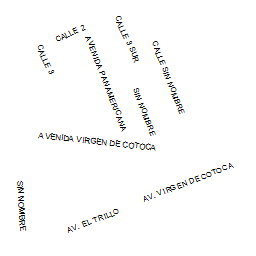 CALLE 2
CALLE 3 SUR
CALLE 3
AVENIDA PANAMERICANA
CALLE SIN NOMBRE
SIN NOMBRE
AVENIDA VIRGEN DE COTOCA
AV. VIRGEN DE COTOCA
SIN NOMBRE
AV. EL TRILLO